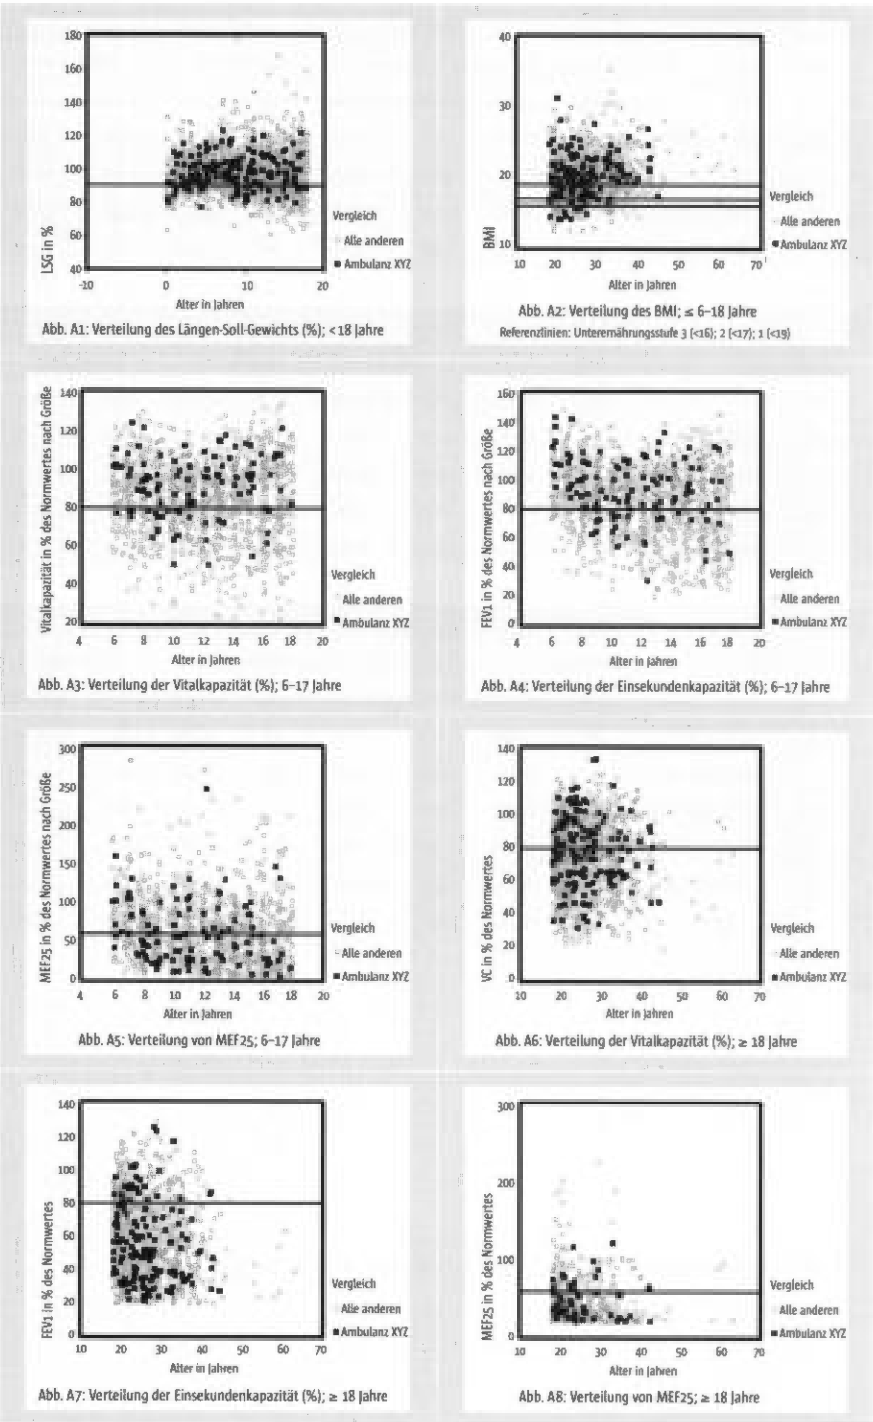 180
160
140
120
100
80
60
40
LSG in %
-10
0
10
20
Alter in Jahren
Vergleich
Alle anderen
Ambulanz XYZ
Abb. A1: Verteilung des Längen-Soll-Gewichts (%); < 18 Jahre
40
30
20
10
BMI
10
20
30
40
50
60
70
Alter in Jahren
Vergleich
Alle anderen
Ambulanz XYZ
Abb. A2: Verteilung des BMI; ≤ 6–18 Jahre
Referenzlinien: Unterernährungsstufe 3 (<16); 2 (<17); 1 (<19)
140
120
100
80
60
40
20
Vitalkapazität in % des Normwertes nach Größe
4
6
8
10
12
14
16
18
20
Alter in Jahren
Vergleich
Alle anderen
Ambulanz XYZ
Abb. A3: Verteilung der Vitalkapazität (%); 6–17 Jahre
160
140
120
100
80
60
40
20
0
FEV1 in % des Normwertes nach Größe
4
6
8
10
12
14
16
18
20
Alter in Jahren
Vergleich
Alle anderen
Ambulanz XYZ
Abb. A4: Verteilung der Einsekundenkapazität (%); 6–17 Jahre
300
250
200
150
100
50
0
MEF25 in % des Normwertes nach Größe
4
6
8
10
12
14
16
18
20
Alter in Jahren
Vergleich
Alle anderen
Ambulanz XYZ
Abb. A5: Verteilung von MEF25; 6–17 Jahre
140
120
100
80
60
40
20
0
VC in % des Normwertes
10
20
30
40
50
60
70
Alter in Jahren
Vergleich
Alle anderen
Ambulanz XYZ
Abb. A6: Verteilung der Vitalkapazität (%); ≥ 18 Jahre
140
120
100
80
60
40
20
0
FEV1 in % des Normwertes
10
20
30
40
50
60
70
Alter in Jahren
Vergleich
Alle anderen
Ambulanz XYZ
Abb. A7: Verteilung der Einsekundenkapazität (%); ≥ 18 Jahre
300
200
100
0
MEF25 in % des Normwertes
10
20
30
40
50
60
70
Alter in Jahren
Vergleich
Alle anderen
Ambulanz XYZ
Abb. A8: Verteilung von MEF25; ≥ 18 Jahre